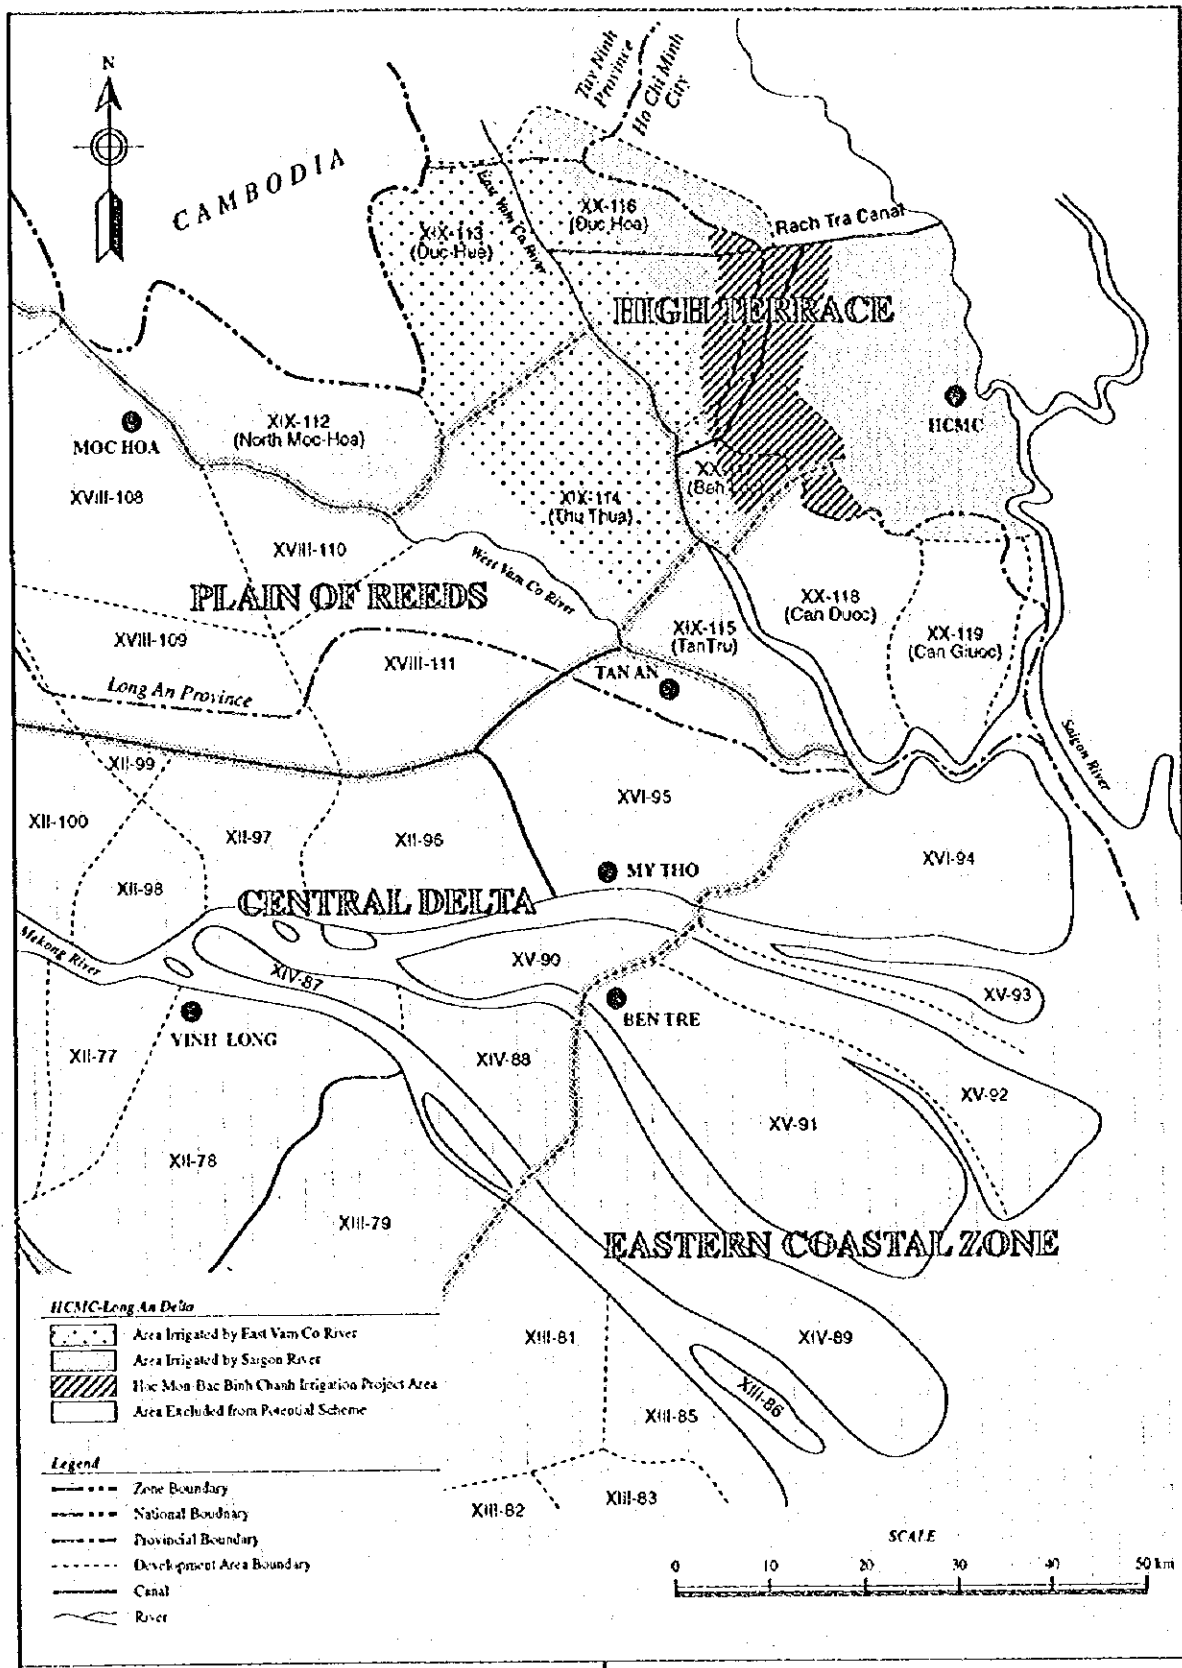 N
Tay Ninh
Province
Ho Chi Minh
City
CAMBODIA
East Vam Co River
XX-116
(Duc Hoa)
Rach Tra Canal
XIX-113
(Duc-Hue)
HIGH TERRACE
HCMC
MOC HOA
XIX-112
(North Moc-Hoa)
XVIII-108
XIX-114
(Thu Thua)
XVIII-110
West Vam Co River
PLAIN OF REEDS
XX-118
(Can Duoc)
XVIII-109
XVIII-111
XIX-115
(TanTru)
XX-119
(Can Giuoc)
TAN AN
Long An Province
Saigon River
XII-99
XII-100
XII-97
XII-96
XVI-95
XVI-94
XII-98
MY THO
CENTRAL DELTA
Mekong River
XIV-87
XV-90
XV-93
VINH LONG
BEN TRE
XII-77
XIV-88
XV-92
XV-91
XII-78
XIII-79
EASTERN COASTAL ZONE
HCMC-Long An Delta
Area Irrigated by East Vam Co River
Area Irrigated by Saigon River
Hoc Mon-Bac Binh Chanh Irrigation Project Area
Area Excluded from Potential Scheme
XIII-81
XIV-89
XIII-86
XIII-85
XIII-82
XIII-83
Legend
Zone Boundary
National Boudnary
Provincial Boundary
Development Area Boundary
Canal
River
SCALE
0 10 20 30 40 50 km